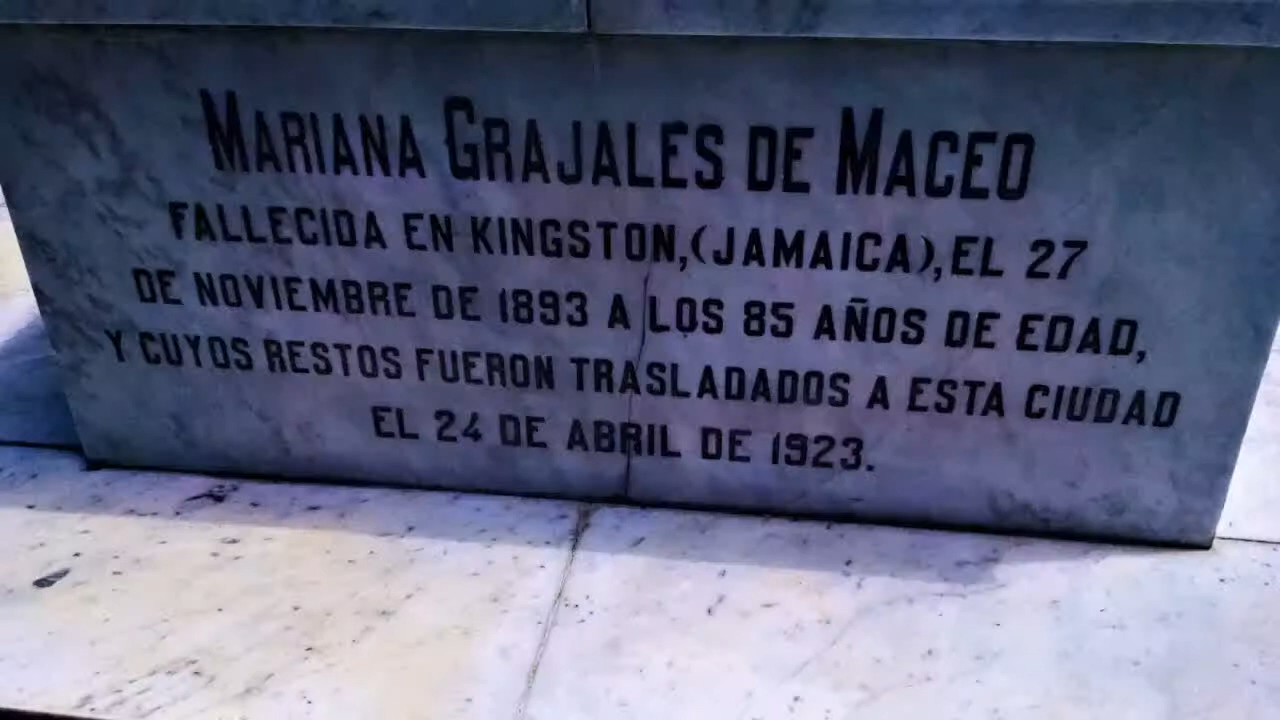 MARIANA GRAJALES DE MACEO
FALLECIDA EN KINGSTON,(JAMAICA), EL 27
DE NOVIEMBRE DE 1893 A LOS 85 AÑOS DE EDAD,
Y CUYOS RESTOS FUERON TRASLADADOS A ESTA CIUDAD
EL 24 DE ABRIL DE 1923.